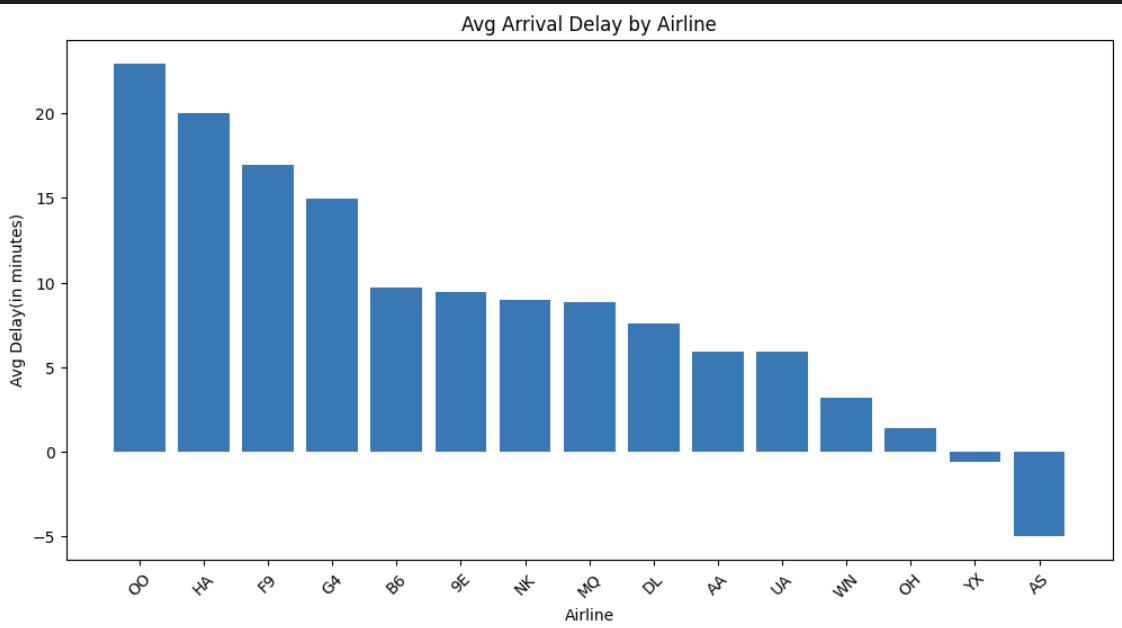 Avg Arrival Delay by Airline
Avg Delay(in minutes)
20
15
10
5
0
−5
OO HA F9 G4 B6 9E NK MQ DL AA UA WN OH YX AS
Airline